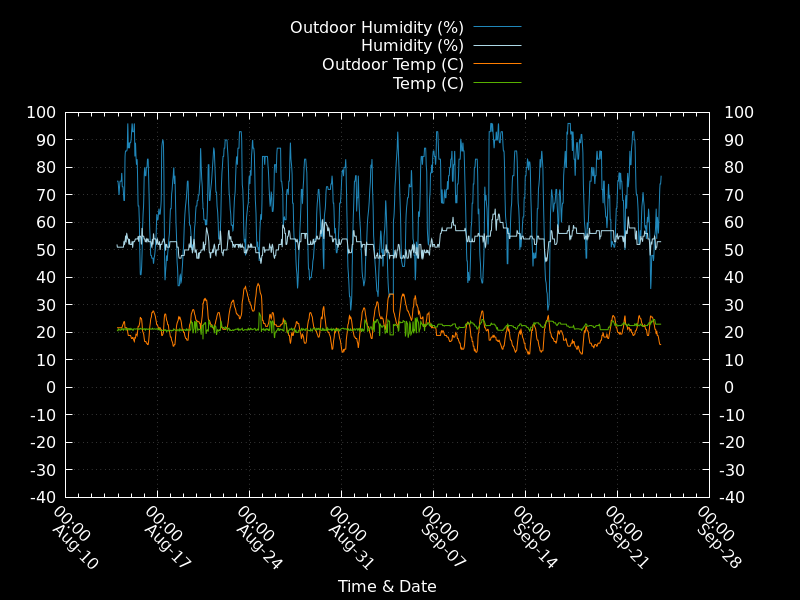 Outdoor Humidity (%)
Humidity (%)
Outdoor Temp (C)
Temp (C)
100 100
90 90
80 80
70 70
60 60
50 50
40 40
30 30
20 20
10 10
0 0
-10 -10
-20 -20
-30 -30
-40 -40
00:00 Aug-10
00:00 Aug-17
00:00 Aug-24
00:00 Aug-31
00:00 Sep-07
00:00 Sep-14
00:00 Sep-21
00:00 Sep-28
Time & Date